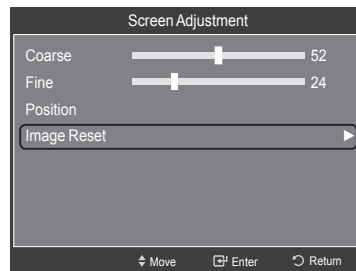 Screen Adjustment
Coarse 52
Fine 24
Position
Image Reset
Move Enter Return